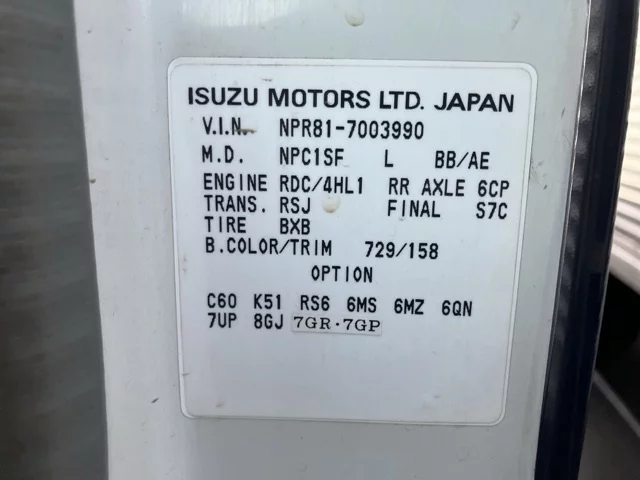 ISUZU MOTORS LTD. JAPAN
V.I.N. NPR81-7003990
M.D. NPC1SF L BB/AE
ENGINE RDC/4HL1 RR AXLE 6CP
TRANS. RSJ FINAL S7C
TIRE BXB
B.COLOR/TRIM 729/158
OPTION
C60 K51 RS6 6MS 6MZ 6QN
7UP 8GJ 7GR·7GP